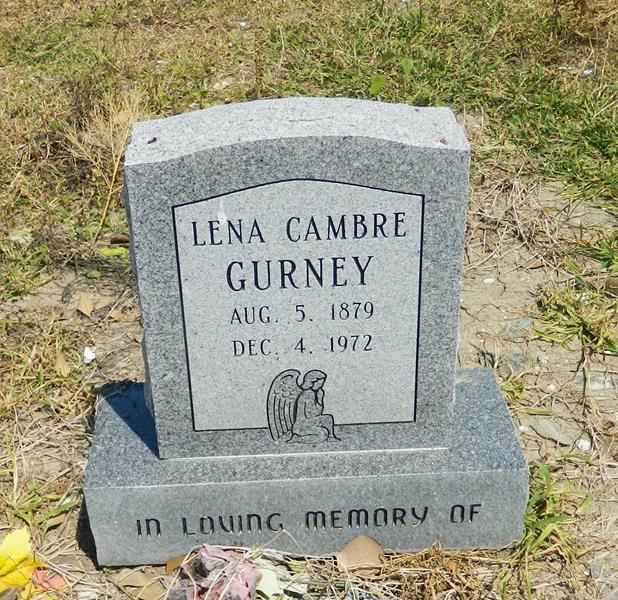 LENA CAMBRE
GURNEY
AUG. 5. 1879
DEC. 4. 1972
IN LOVING MEMORY OF